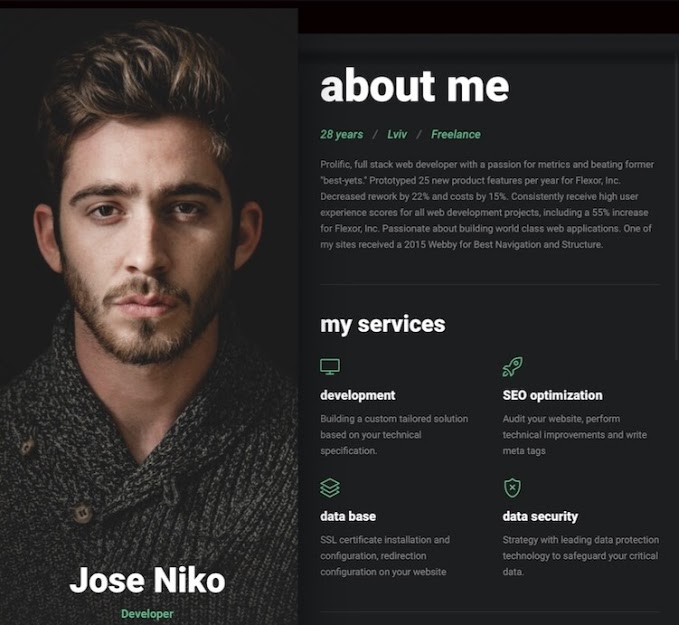 about me
28 years / Lviv / Freelance
Prolific, full stack web developer with a passion for metrics and beating former
"best-yets." Prototyped 25 new product features per year for Flexor, Inc.
Decreased rework by 22% and costs by 15%. Consistently receive high user
experience scores for all web development projects, including a 55% increase
for Flexor, Inc. Passionate about building world class web applications. One of
my sites received a 2015 Webby for Best Navigation and Structure.
my services
development
Building a custom tailored solution
based on your technical
specification.
SEO optimization
Audit your website, perform
technical improvements and write
meta tags
data base
SSL certificate installation and
configuration, redirection
configuration on your website
data security
Strategy with leading data protection
technology to safeguard your critical
data.
Jose Niko
Developer